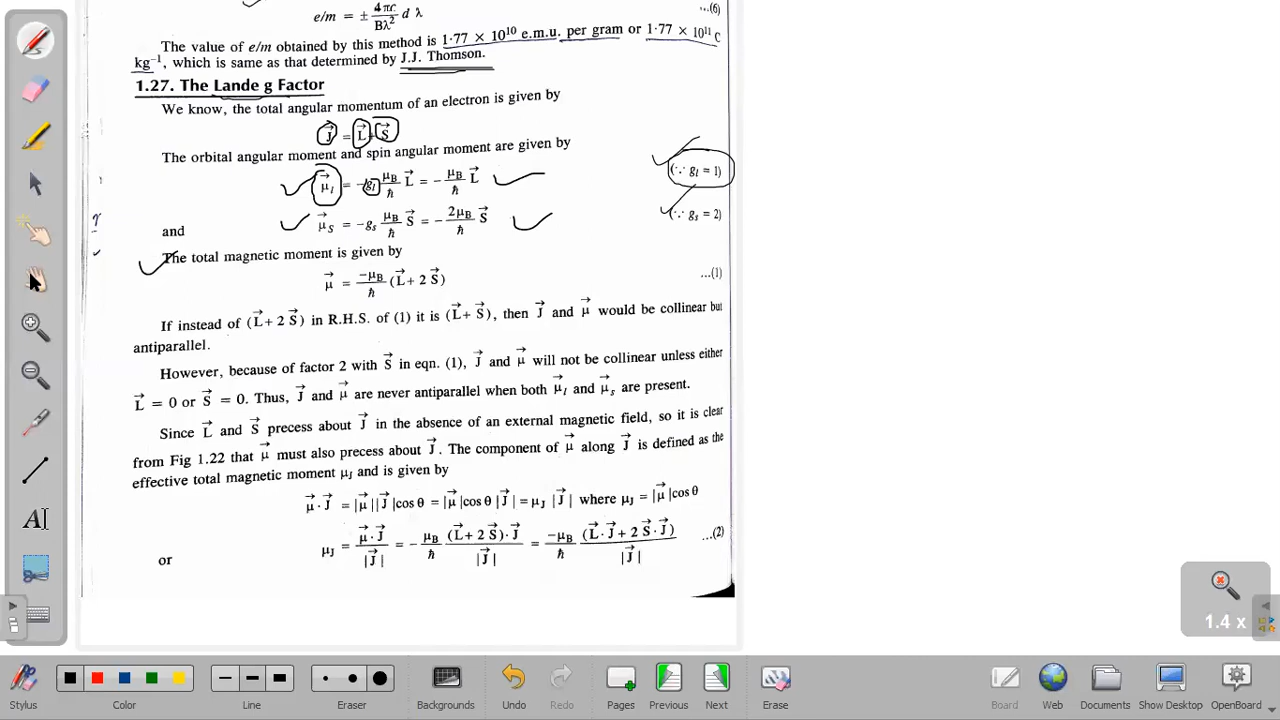 e/m = ± 4πc / Bλ² d λ ...(6)
The value of e/m obtained by this method is 1·77 × 10¹⁰ e.m.u. per gram or 1·77 × 10¹¹ C
kg⁻¹, which is same as that determined by J.J. Thomson.
1.27. The Lande g Factor
We know, the total angular momentum of an electron is given by
J⃗ = L⃗ + S⃗
The orbital angular moment and spin angular moment are given by
μ⃗ₗ = −gₗ μB/ħ L⃗ = − μB/ħ L⃗ (∵ gₗ = 1)
and μ⃗S = −gₛ μB/ħ S⃗ = − 2μB/ħ S⃗ (∵ gₛ = 2)
The total magnetic moment is given by
μ⃗ = −μB/ħ (L⃗ + 2 S⃗) ...(1)
If instead of (L⃗ + 2 S⃗) in R.H.S. of (1) it is (L⃗ + S⃗), then J⃗ and μ⃗ would be collinear but
antiparallel.
However, because of factor 2 with S⃗ in eqn. (1), J⃗ and μ⃗ will not be collinear unless either
L⃗ = 0 or S⃗ = 0. Thus, J⃗ and μ⃗ are never antiparallel when both μ⃗ₗ and μ⃗ₛ are present.
Since L⃗ and S⃗ precess about J⃗ in the absence of an external magnetic field, so it is clear
from Fig 1.22 that μ⃗ must also precess about J⃗. The component of μ⃗ along J⃗ is defined as the
effective total magnetic moment μJ and is given by
μ⃗ · J⃗ = |μ⃗| |J⃗| cos θ = |μ⃗| cos θ |J⃗| = μJ |J⃗| where μJ = |μ⃗| cos θ
or μJ = μ⃗ · J⃗ / |J⃗| = − μB/ħ (L⃗ + 2 S⃗) · J⃗ / |J⃗| = −μB/ħ (L⃗ · J⃗ + 2 S⃗ · J⃗) / |J⃗| ...(2)
1.4 x
Stylus
Color
Line
Eraser
Backgrounds
Undo
Redo
Pages
Previous
Next
Erase
Board
Web
Documents
Show Desktop
OpenBoard